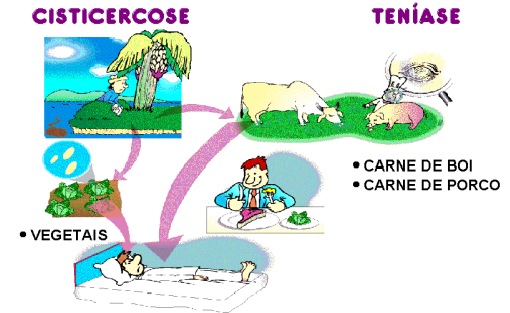 CISTICERCOSE
TENÍASE
• CARNE DE BOI
• CARNE DE PORCO
• VEGETAIS